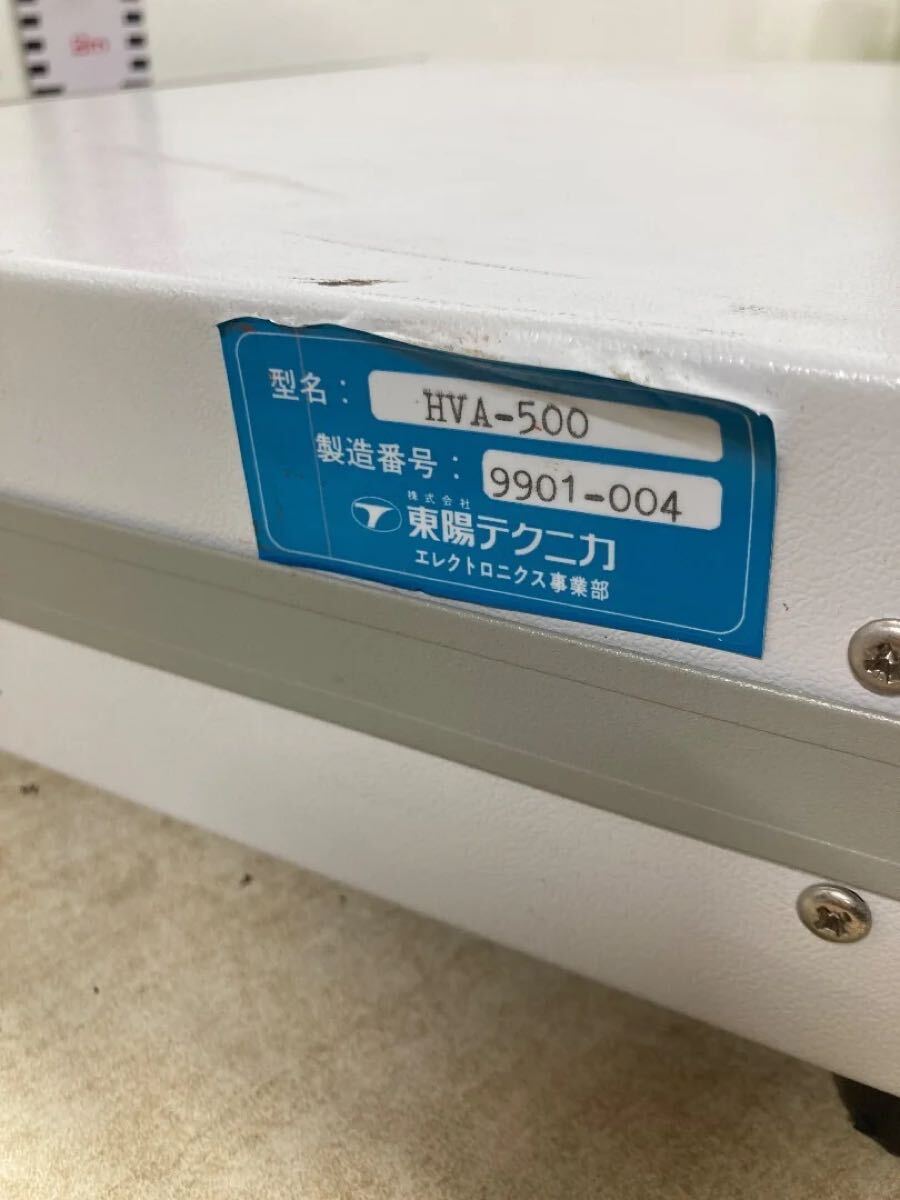 型名：HVA-500
製造番号：9901-004
株式会社
東陽テクニカ
エレクトロニクス事業部